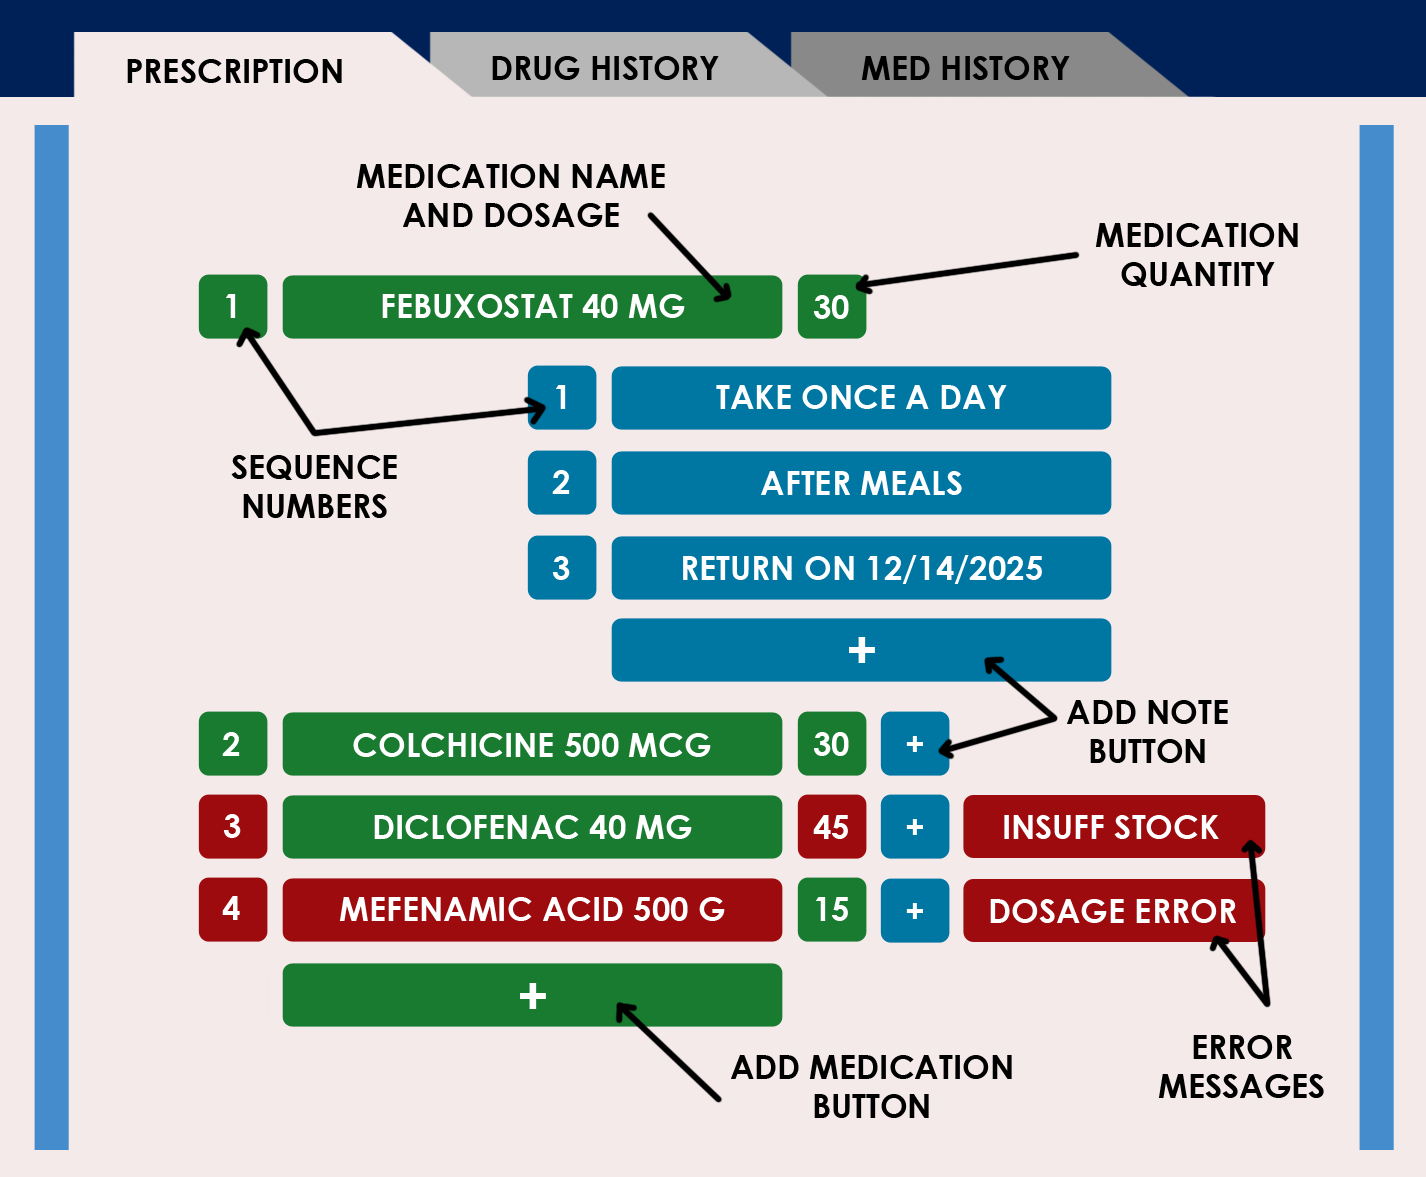 PRESCRIPTION
DRUG HISTORY
MED HISTORY
MEDICATION NAME
AND DOSAGE
MEDICATION
QUANTITY
1
FEBUXOSTAT 40 MG
30
1
TAKE ONCE A DAY
SEQUENCE
NUMBERS
2
AFTER MEALS
3
RETURN ON 12/14/2025
+
ADD NOTE
BUTTON
2
COLCHICINE 500 MCG
30
+
3
DICLOFENAC 40 MG
45
+
INSUFF STOCK
4
MEFENAMIC ACID 500 G
15
+
DOSAGE ERROR
+
ADD MEDICATION
BUTTON
ERROR
MESSAGES